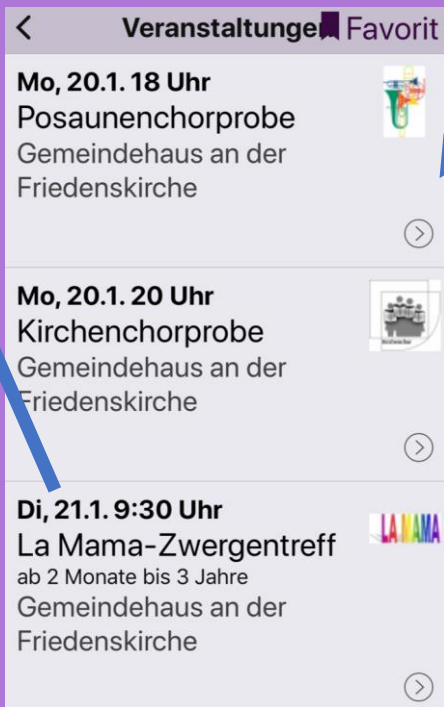 Veranstaltungen Favorit
Mo, 20.1. 18 Uhr
Posaunenchorprobe
Gemeindehaus an der
Friedenskirche
Mo, 20.1. 20 Uhr
Kirchenchorprobe
Gemeindehaus an der
Friedenskirche
Di, 21.1. 9:30 Uhr
La Mama-Zwergentreff
LA MAMA
ab 2 Monate bis 3 Jahre
Gemeindehaus an der
Friedenskirche